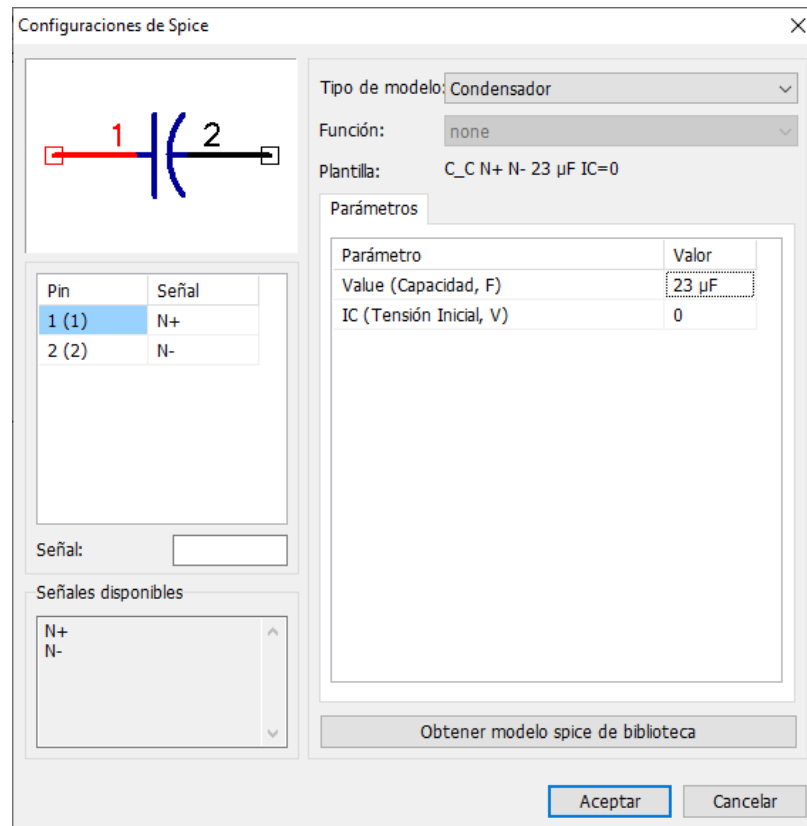 Configuraciones de Spice
1 2
Tipo de modelo: Condensador
Función: none
Plantilla: C_C N+ N- 23 µF IC=0
Parámetros
Parámetro Valor
Value (Capacidad, F) 23 µF
IC (Tensión Inicial, V) 0
Pin Señal
1 (1) N+
2 (2) N-
Señal:
Señales disponibles
N+
N-
Obtener modelo spice de biblioteca
Aceptar Cancelar